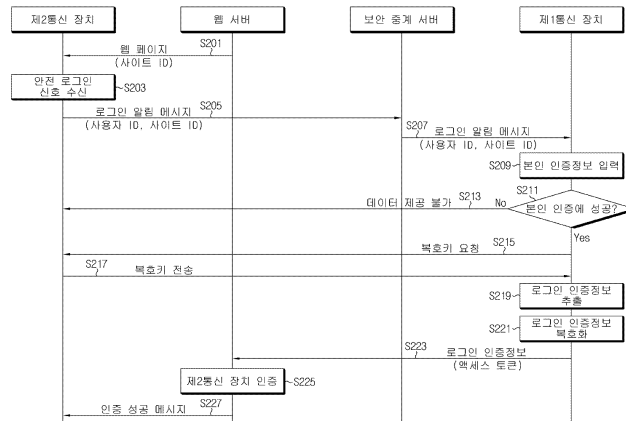 제2통신 장치
웹 서버
보안 중계 서버
제1통신 장치
S201
웹 페이지
(사이트 ID)
안전 로그인
신호 수신
S203
로그인 알림 메시지
S205
(사용자 ID, 사이트 ID)
S207
로그인 알림 메시지
(사용자 ID, 사이트 ID)
S209
본인 인증정보 입력
S211
본인 인증에 성공?
No
S213
데이터 제공 불가
Yes
S215
복호키 요청
S217
복호키 전송
S219
로그인 인증정보
추출
S221
로그인 인증정보
복호화
S223
로그인 인증정보
(액세스 토큰)
제2통신 장치 인증
S225
S227
인증 성공 메시지